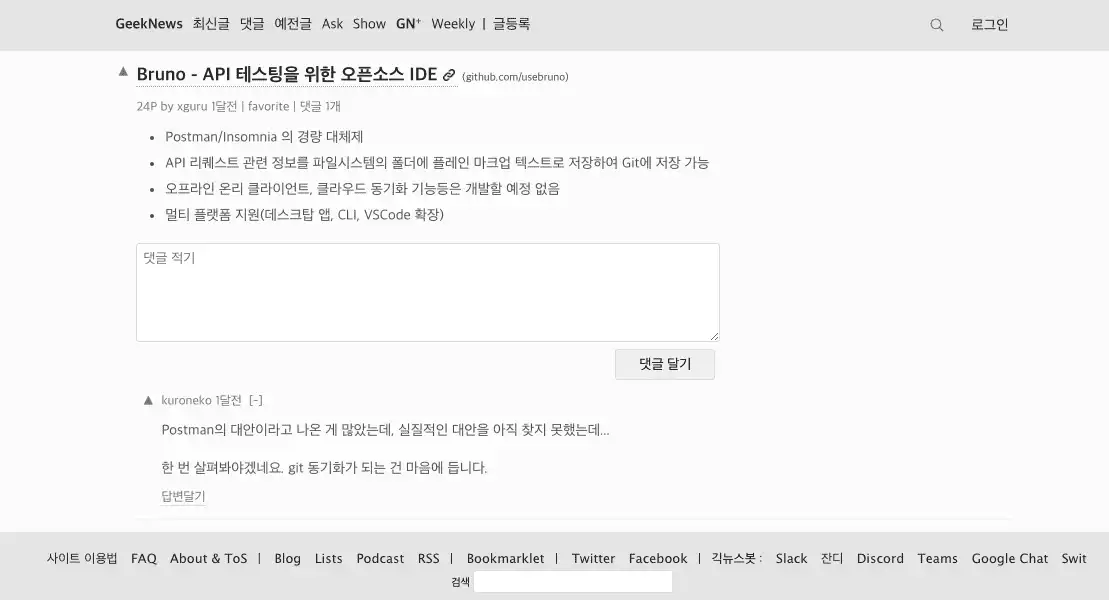 GeekNews 최신글 댓글 예전글 Ask Show GN⁺ Weekly | 글등록 로그인
▲ Bruno - API 테스팅을 위한 오픈소스 IDE (github.com/usebruno)
24P by xguru 1달전 | favorite | 댓글 1개
• Postman/Insomnia 의 경량 대체제
• API 리퀘스트 관련 정보를 파일시스템의 폴더에 플레인 마크업 텍스트로 저장하여 Git에 저장 가능
• 오프라인 온리 클라이언트, 클라우드 동기화 기능등은 개발할 예정 없음
• 멀티 플랫폼 지원(데스크탑 앱, CLI, VSCode 확장)
댓글 적기
댓글 달기
▲ kuroneko 1달전 [-]
Postman의 대안이라고 나온 게 많았는데, 실질적인 대안을 아직 찾지 못했는데...
한 번 살펴봐야겠네요. git 동기화가 되는 건 마음에 듭니다.
답변달기
사이트 이용법 FAQ About & ToS | Blog Lists Podcast RSS | Bookmarklet | Twitter Facebook | 긱뉴스봇 : Slack 잔디 Discord Teams Google Chat Swit
검색